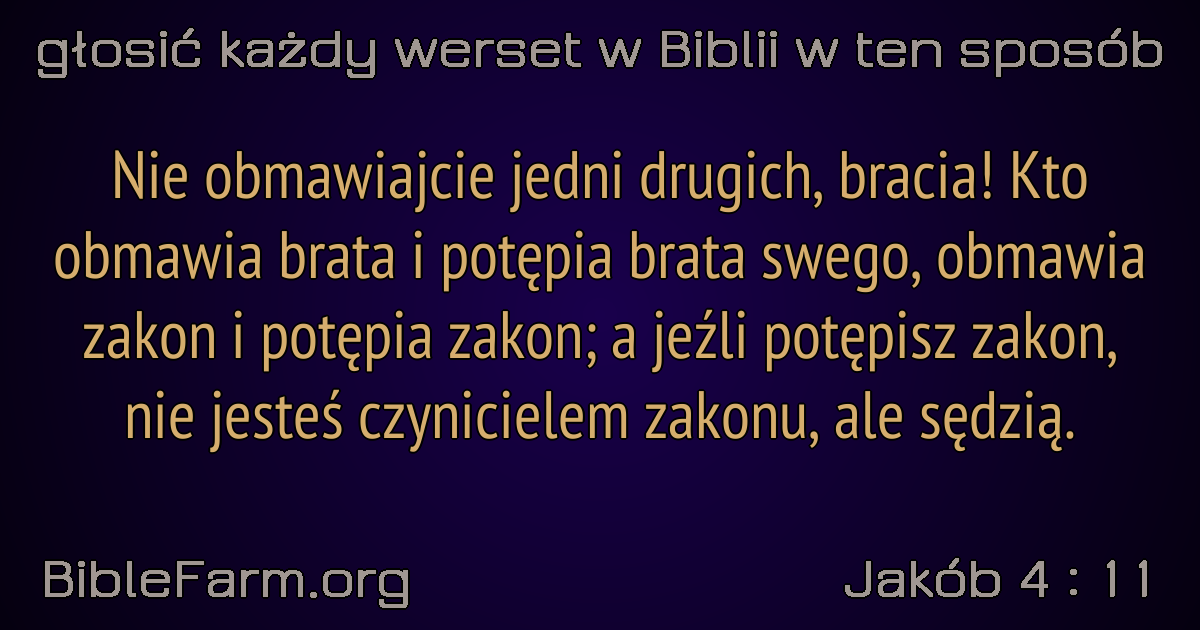 głosić każdy werset w Biblii w ten sposób
Nie obmawiajcie jedni drugich, bracia! Kto
obmawia brata i potępia brata swego, obmawia
zakon i potępia zakon; a jeźli potępisz zakon,
nie jesteś czynicielem zakonu, ale sędzią.
BibleFarm.org
Jakób 4 : 11